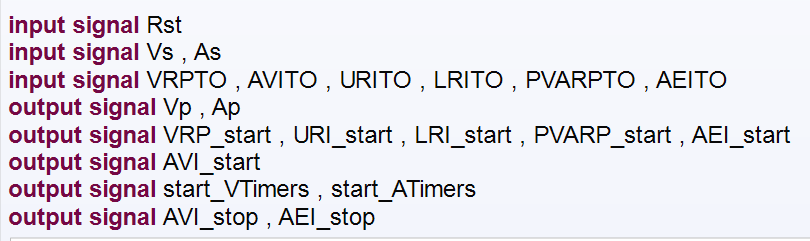 input signal Rst
input signal Vs , As
input signal VRPTO , AVITO , URITO , LRITO , PVARPTO , AEITO
output signal Vp , Ap
output signal VRP_start , URI_start , LRI_start , PVARP_start , AEI_start
output signal AVI_start
output signal start_VTimers , start_ATimers
output signal AVI_stop , AEI_stop